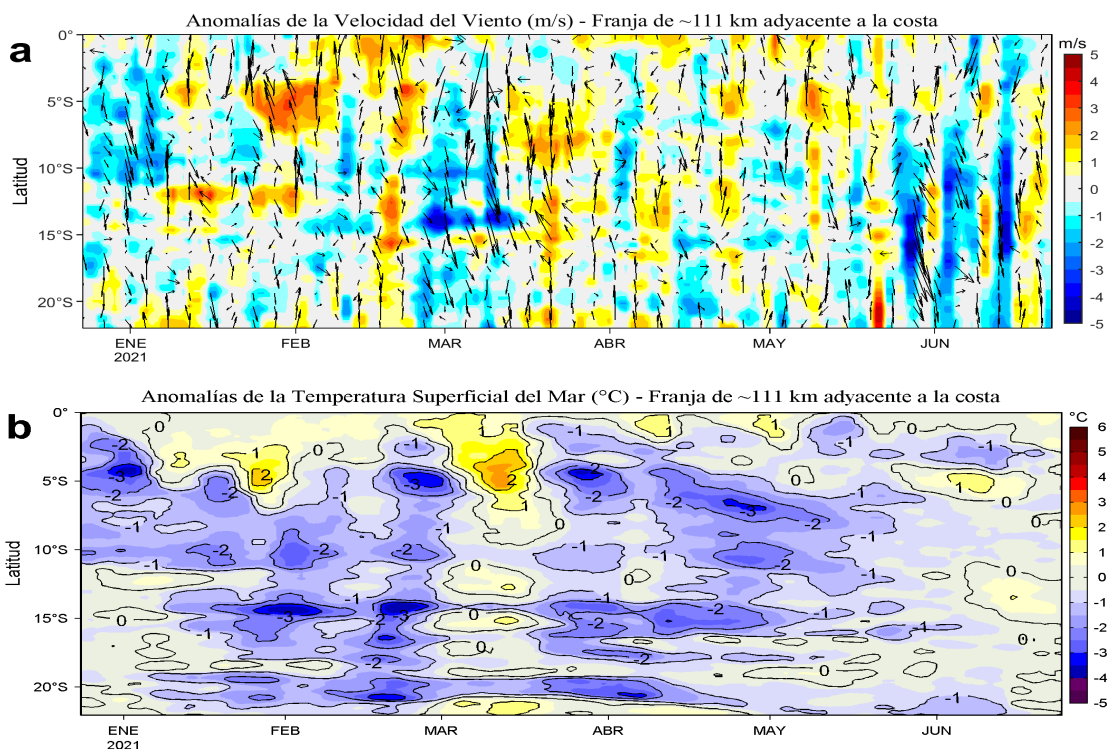 Anomalías de la Velocidad del Viento (m/s) - Franja de ~111 km adyacente a la costa
a
m/s
0°
5°S
10°S
15°S
20°S
Latitud
5
4
3
2
1
0
-1
-2
-3
-4
-5
ENE FEB MAR ABR MAY JUN
2021
Anomalías de la Temperatura Superficial del Mar (°C) - Franja de ~111 km adyacente a la costa
b
°C
0°
5°S
10°S
15°S
20°S
Latitud
6
5
4
3
2
1
0
-1
-2
-3
-4
-5
ENE FEB MAR ABR MAY JUN
2021